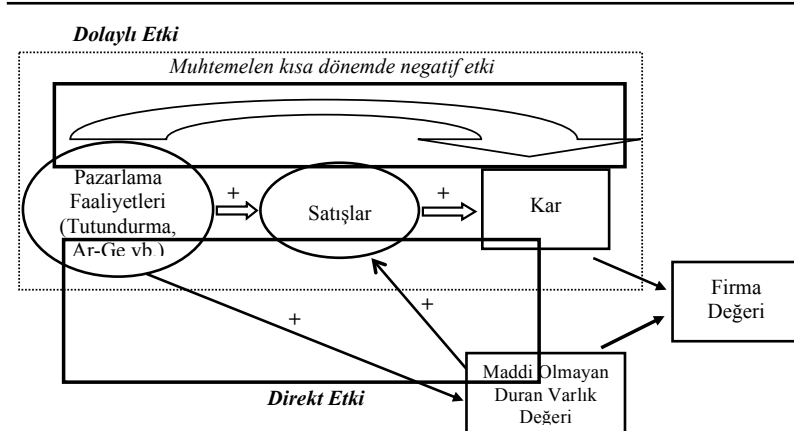 Dolaylı Etki
Muhtemelen kısa dönemde negatif etki
Pazarlama
Faaliyetleri
(Tutundurma,
Ar-Ge vb.)
+
Satışlar
+
Kar
Firma
Değeri
+
+
Maddi Olmayan
Duran Varlık
Değeri
Direkt Etki